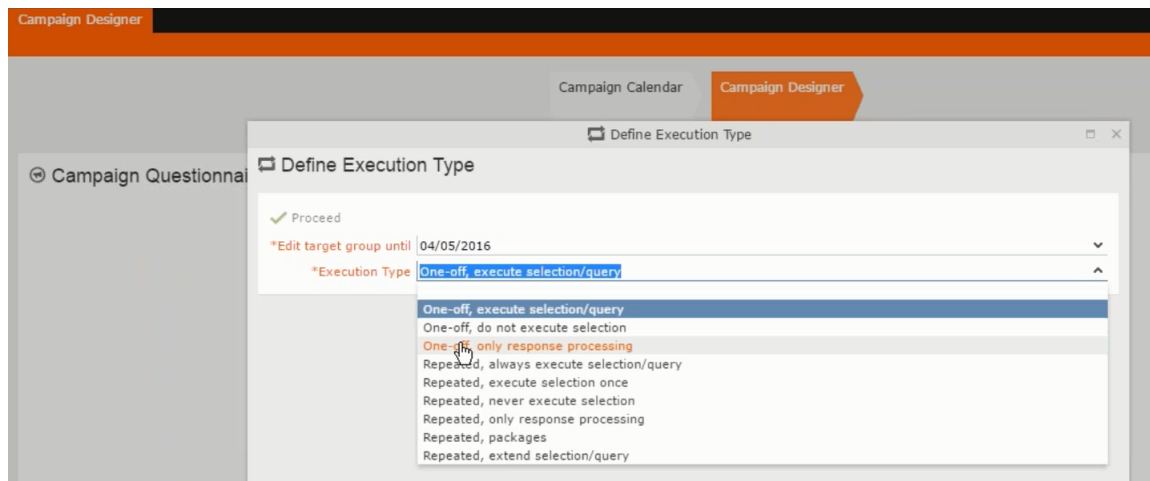 Campaign Designer
Campaign Calendar
Campaign Designer
Define Execution Type
Campaign Questionnai
Define Execution Type
Proceed
*Edit target group until 04/05/2016
*Execution Type One-off, execute selection/query
One-off, execute selection/query
One-off, do not execute selection
One-off, only response processing
Repeated, always execute selection/query
Repeated, execute selection once
Repeated, never execute selection
Repeated, only response processing
Repeated, packages
Repeated, extend selection/query